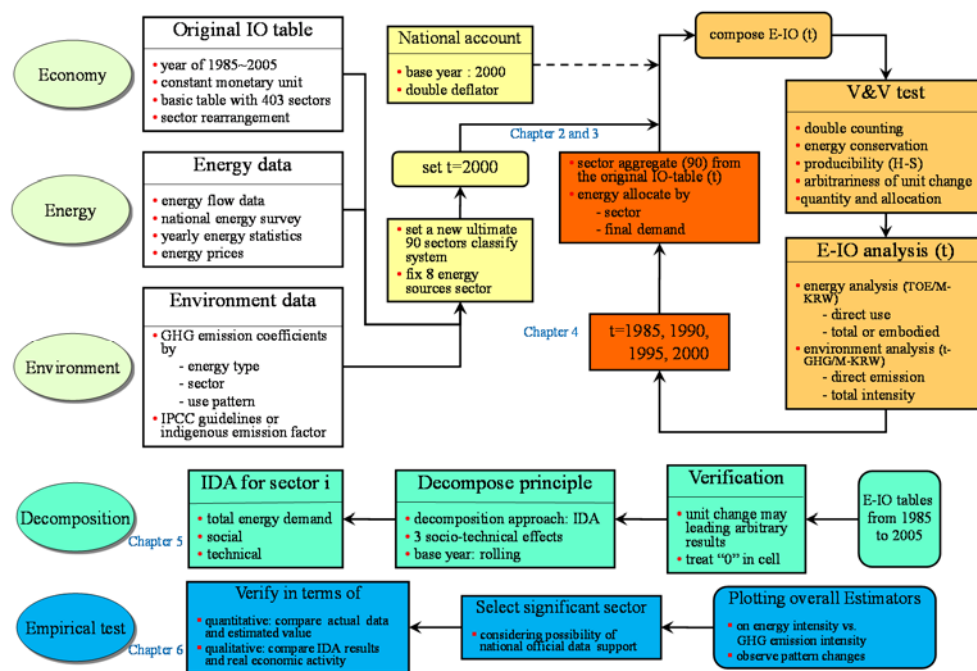 Economy
Original IO table
• year of 1985~2005
• constant monetary unit
• basic table with 403 sectors
• sector rearrangement
National account
• base year : 2000
• double deflator
compose E-IO (t)
V&V test
• double counting
• energy conservation
• producibility (H-S)
• arbitrariness of unit change
• quantity and allocation
Chapter 2 and 3
Energy
Energy data
• energy flow data
• national energy survey
• yearly energy statistics
• energy prices
set t=2000
• set a new ultimate
90 sectors classify
system
• fix 8 energy
sources sector
• sector aggregate (90) from
the original IO-table (t)
• energy allocate by
- sector
- final demand
E-IO analysis (t)
• energy analysis (TOE/M-
KRW)
- direct use
- total or embodied
• environment analysis (t-
GHG/M-KRW)
- direct emission
- total intensity
Environment
Environment data
• GHG emission coefficients
by
- energy type
- sector
- use pattern
• IPCC guidelines or
indigenous emission factor
Chapter 4
t=1985, 1990,
1995, 2000
Decomposition
Chapter 5
IDA for sector i
• total energy demand
• social
• technical
Decompose principle
• decomposition approach: IDA
• 3 socio-technical effects
• base year: rolling
Verification
• unit change may
leading arbitrary
results
• treat “0” in cell
E-IO tables
from 1985
to 2005
Empirical test
Chapter 6
Verify in terms of
• quantitative: compare actual data
and estimated value
• qualitative: compare IDA results
and real economic activity
Select significant sector
• considering possibility of
national official data support
Plotting overall Estimators
• on energy intensity vs.
GHG emission intensity
• observe pattern changes